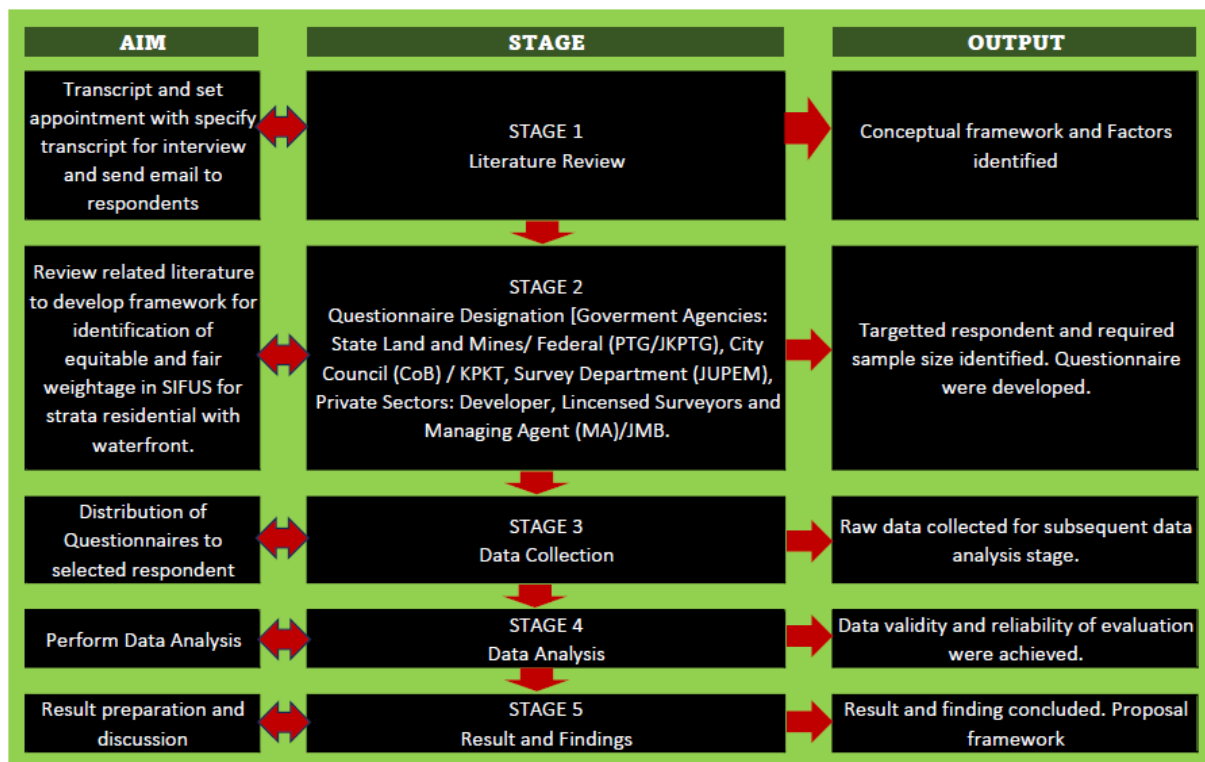 AIM
STAGE
OUTPUT
Transcript and set
appointment with specify
transcript for interview
and send email to
respondents
STAGE 1
Literature Review
Conceptual framework and Factors
identified
Review related literature
to develop framework for
identification of
equitable and fair
weightage in SIFUS for
strata residential with
waterfront.
STAGE 2
Questionnaire Designation [Goverment Agencies:
State Land and Mines/ Federal (PTG/JKPTG), City
Council (CoB) / KPKT, Survey Department (JUPEM),
Private Sectors: Developer, Lincensed Surveyors and
Managing Agent (MA)/JMB.
Targetted respondent and required
sample size identified. Questionnaire
were developed.
Distribution of
Questionnaires to
selected respondent
STAGE 3
Data Collection
Raw data collected for subsequent data
analysis stage.
Perform Data Analysis
STAGE 4
Data Analysis
Data validity and reliability of evaluation
were achieved.
Result preparation and
discussion
STAGE 5
Result and Findings
Result and finding concluded. Proposal
framework